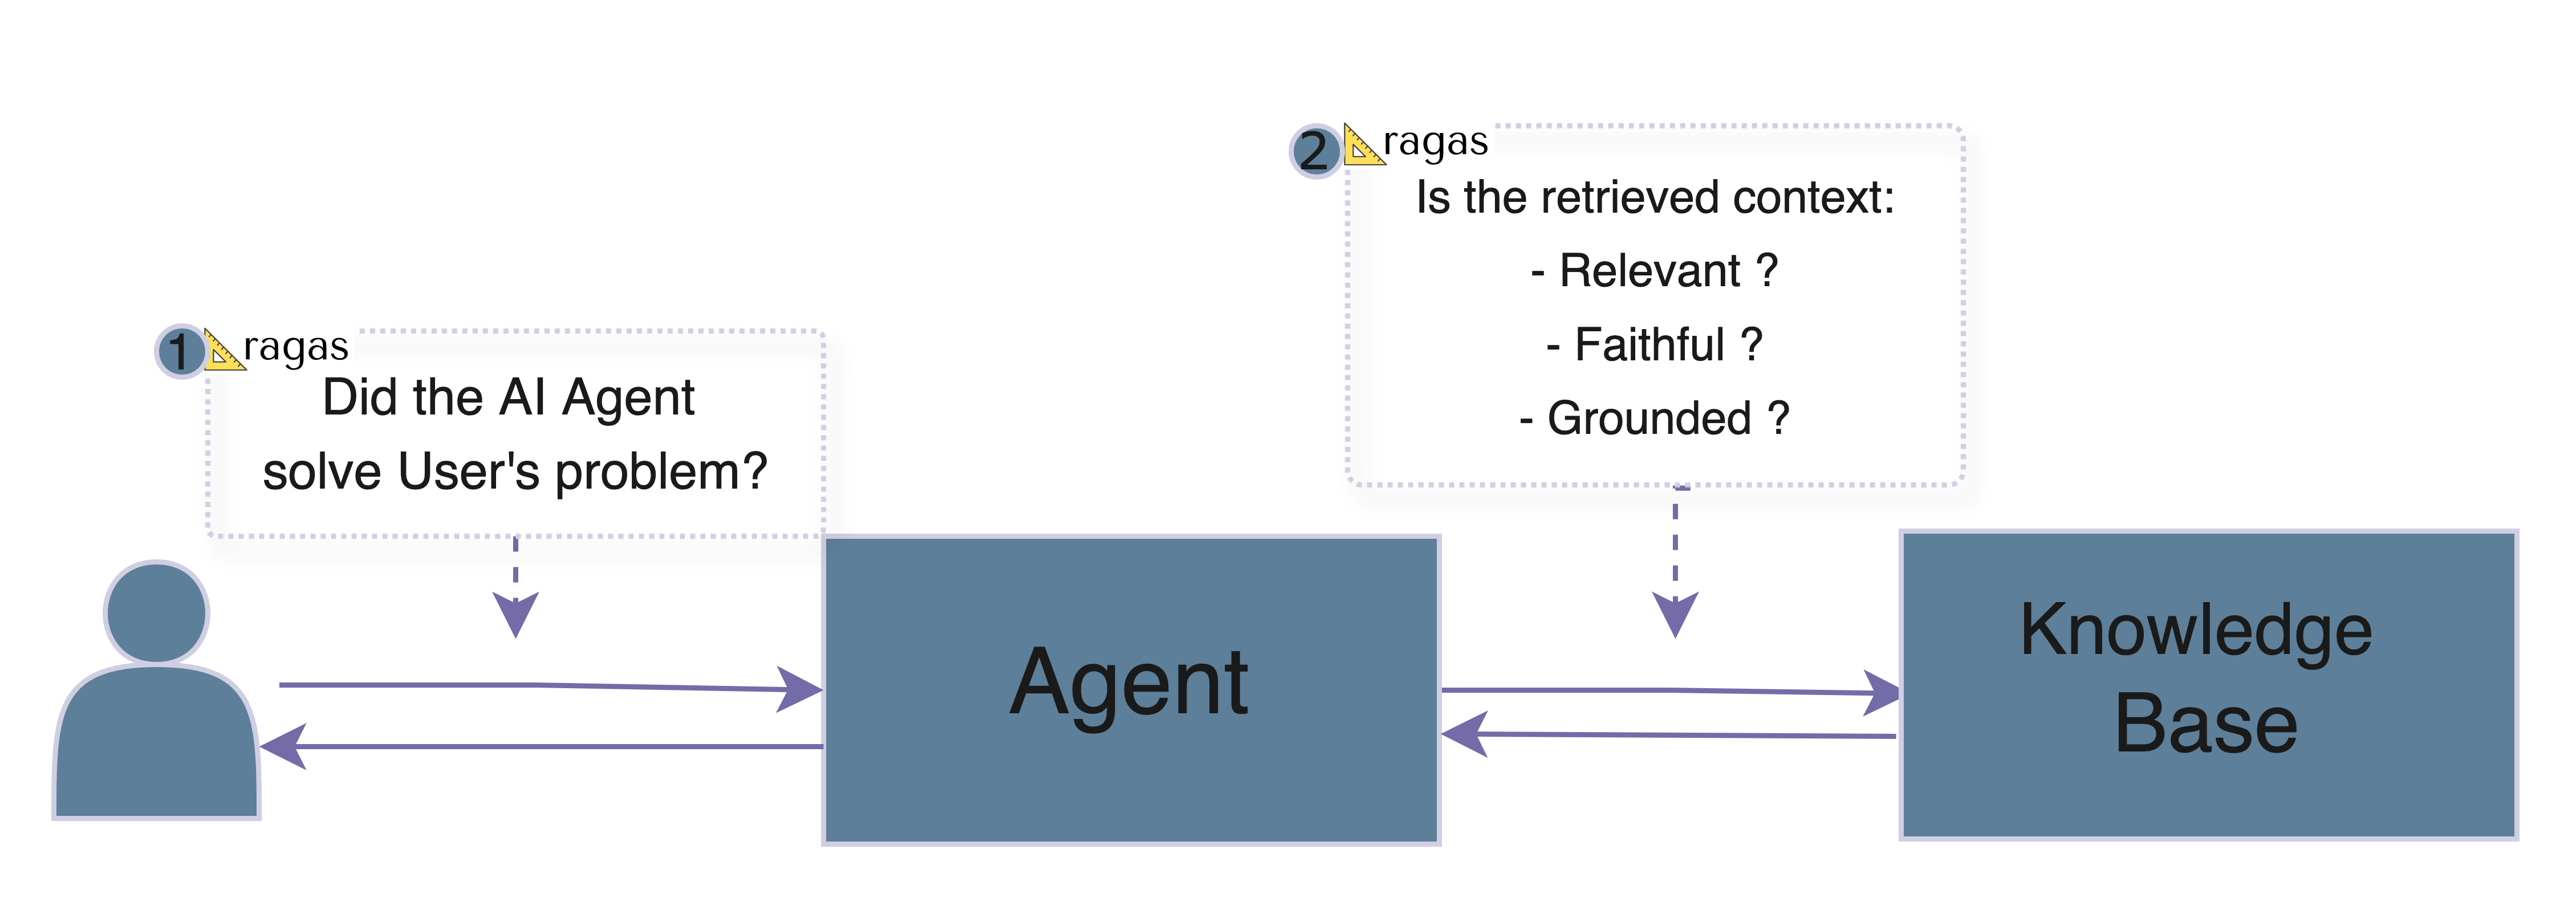 1
ragas
Did the AI Agent
solve User's problem?
2
ragas
Is the retrieved context:
- Relevant ?
- Faithful ?
- Grounded ?
Agent
Knowledge
Base